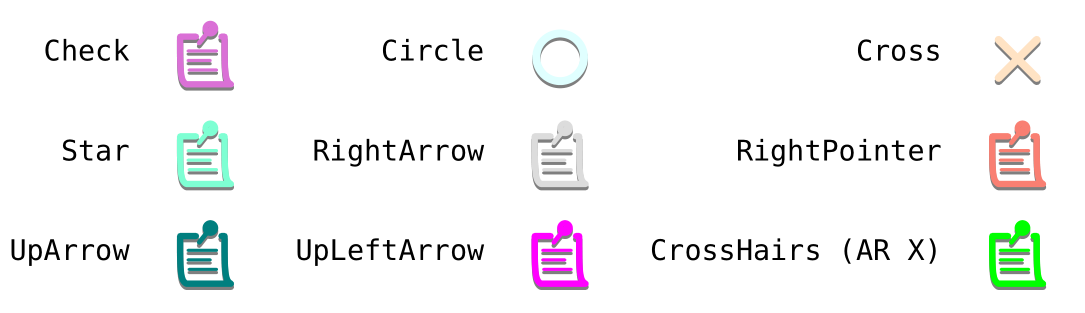 Check Circle Cross
Star RightArrow RightPointer
UpArrow UpLeftArrow CrossHairs (AR X)